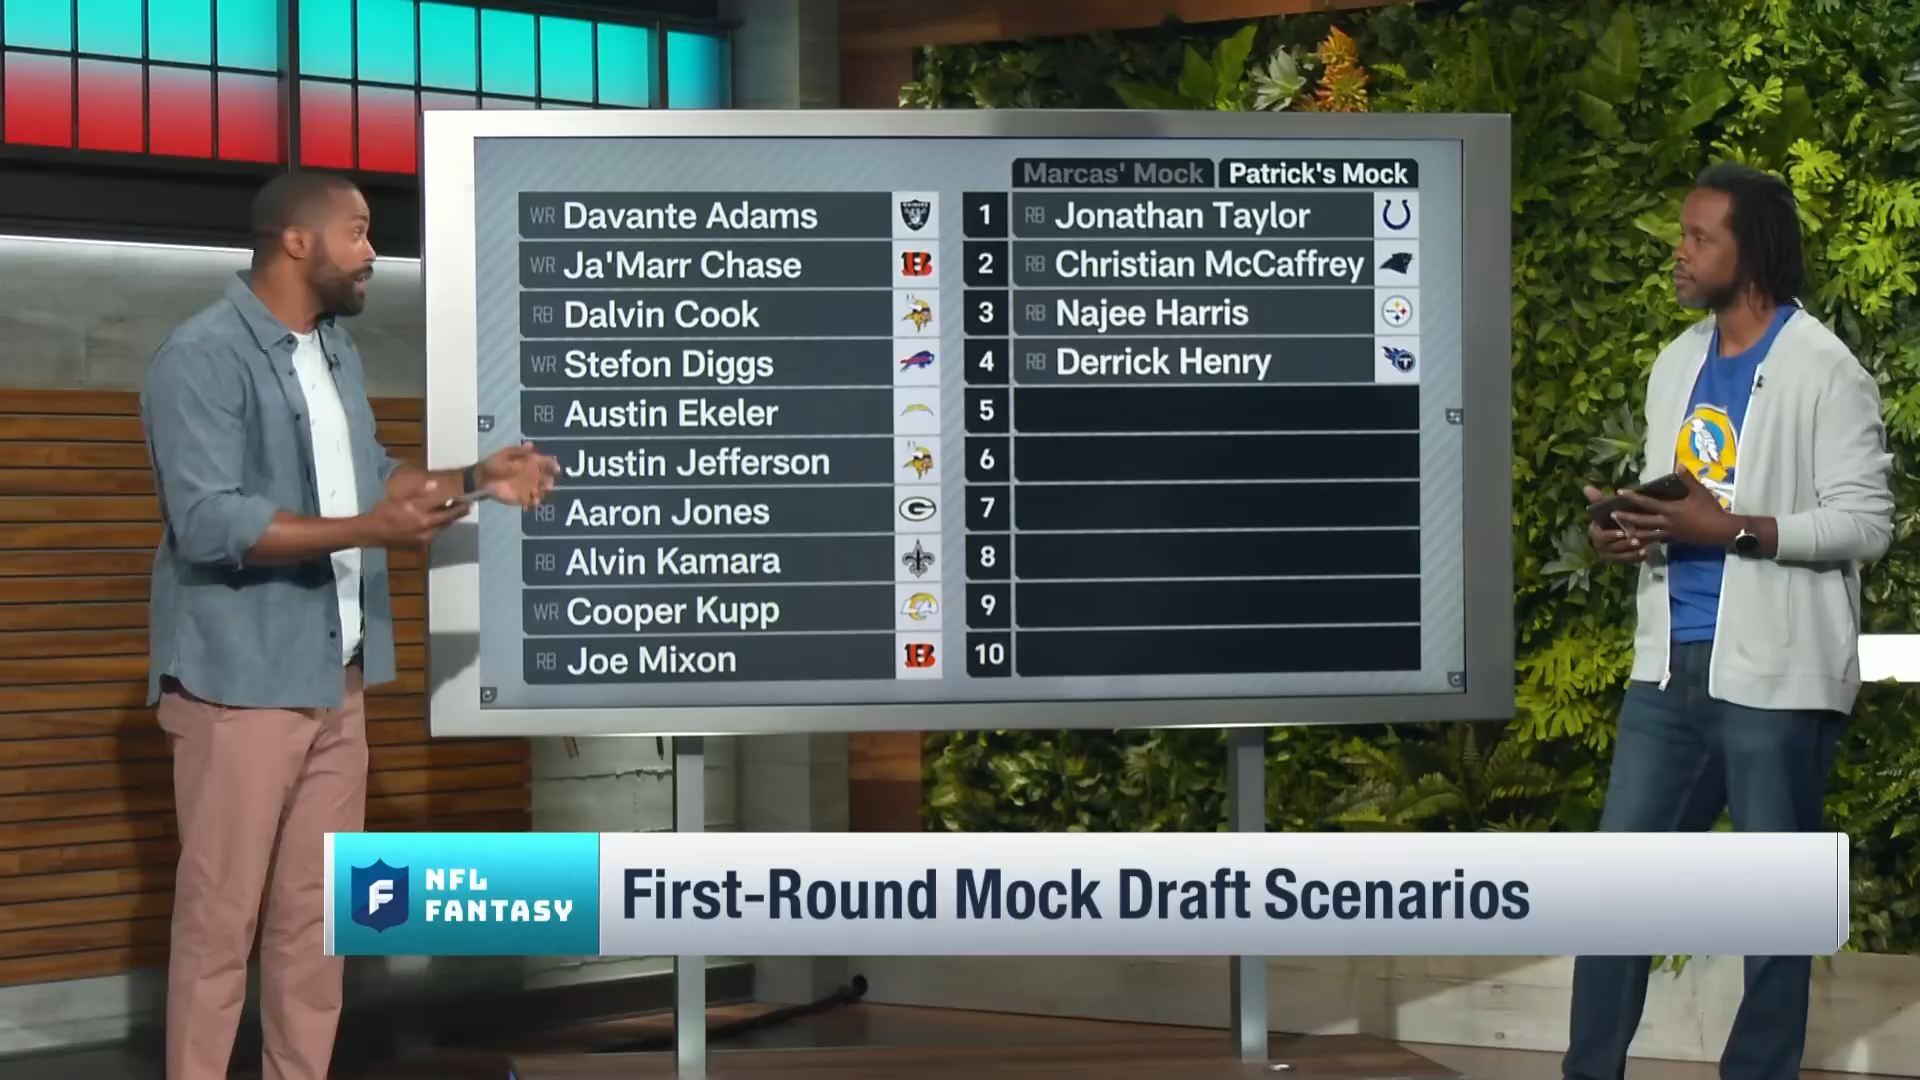 Marcas' Mock
Patrick's Mock
WR Davante Adams
WR Ja'Marr Chase
RB Dalvin Cook
WR Stefon Diggs
RB Austin Ekeler
Justin Jefferson
RB Aaron Jones
RB Alvin Kamara
WR Cooper Kupp
RB Joe Mixon
1 RB Jonathan Taylor
2 RB Christian McCaffrey
3 RB Najee Harris
4 RB Derrick Henry
5
6
7
8
9
10
F NFL
FANTASY
First-Round Mock Draft Scenarios